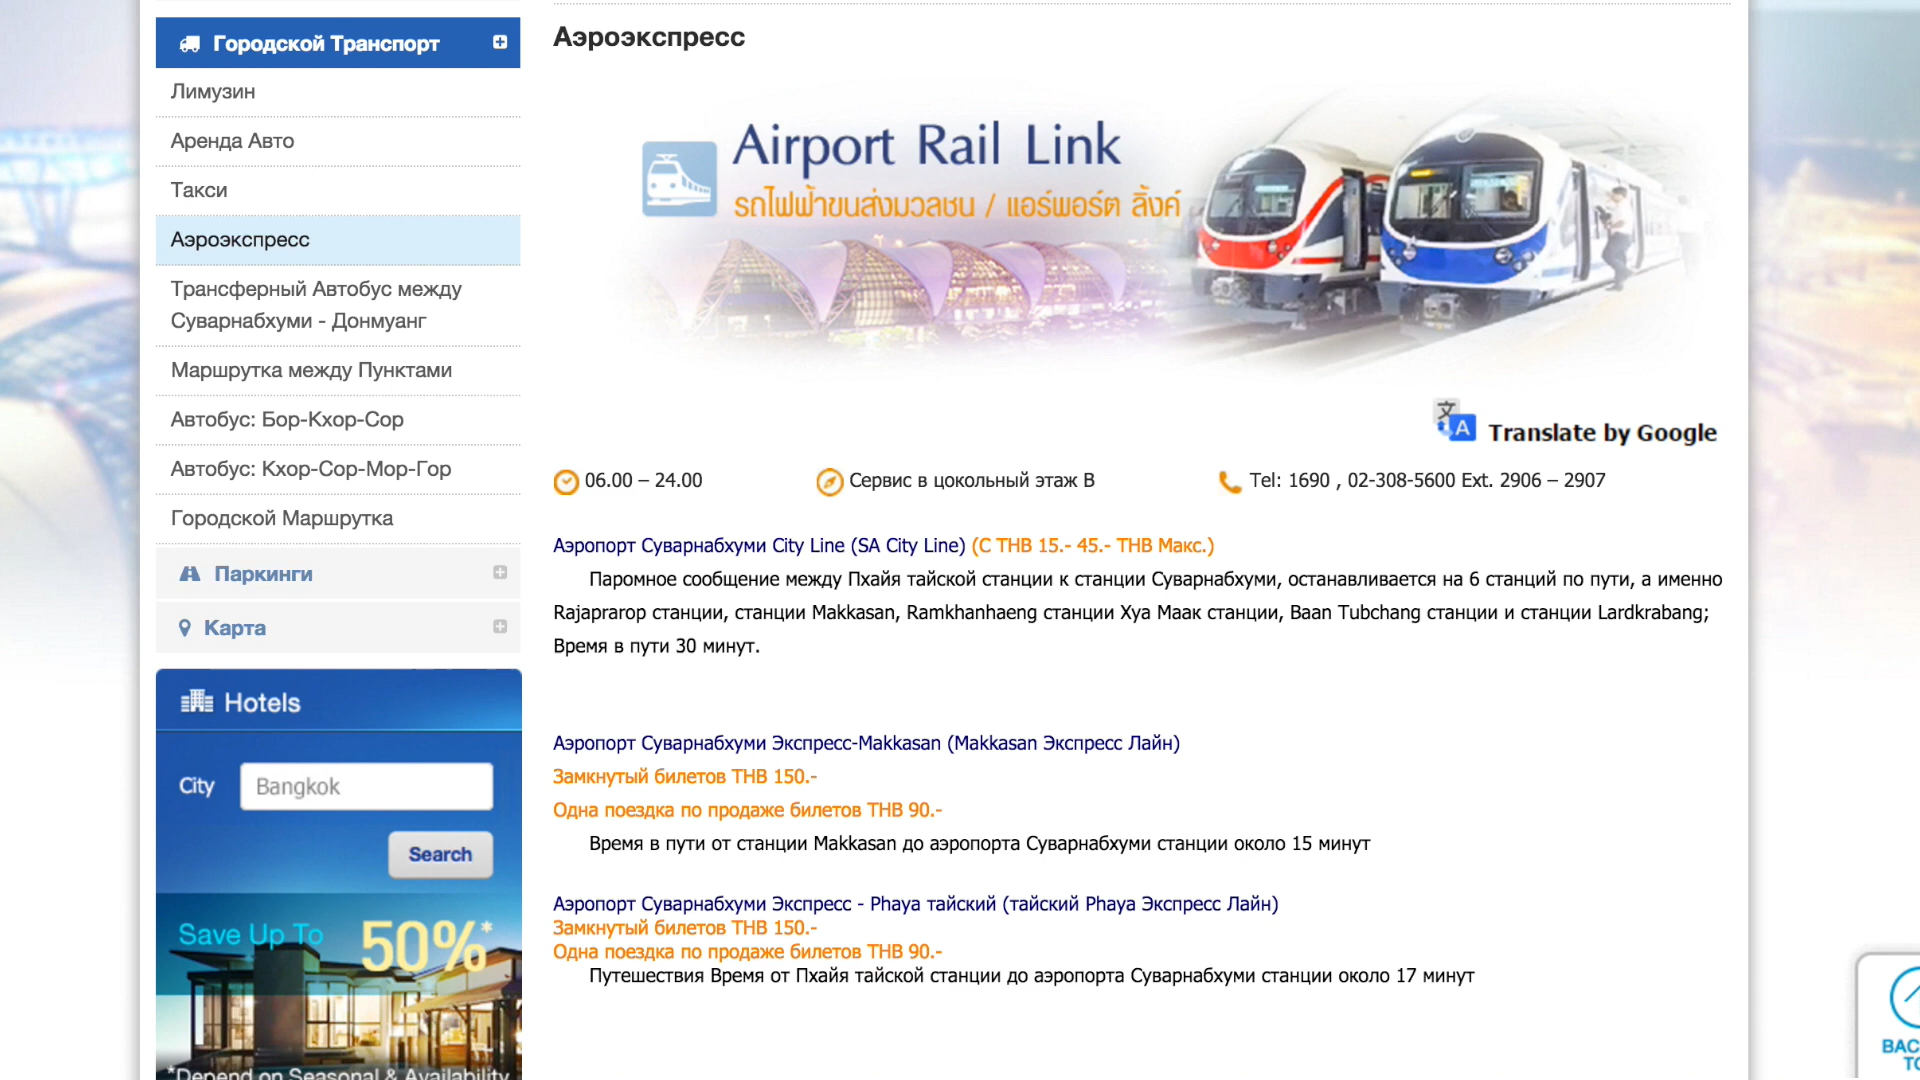 Городской Транспорт
Лимузин
Аренда Авто
Такси
Аэроэкспресс
Трансферный Автобус между
Суварнабхуми - Донмуанг
Маршрутка между Пунктами
Автобус: Бор-Кхор-Сор
Автобус: Кхор-Сор-Мор-Гор
Городской Маршрутка
Паркинги
Карта
Hotels
City
Bangkok
Search
Save Up To 50%*
*Depend on Seasonal & Availability
Аэроэкспресс
Airport Rail Link
รถไฟฟ้าขนส่งมวลชน / แอร์พอร์ต ลิ้งค์
Translate by Google
06.00 – 24.00
Сервис в цокольный этаж B
Tel: 1690 , 02-308-5600 Ext. 2906 – 2907
Аэропорт Суварнабхуми City Line (SA City Line) (С THB 15.- 45.- THB Макс.)
Паромное сообщение между Пхайя тайской станции к станции Суварнабхуми, останавливается на 6 станций по пути, а именно
Rajaprarop станции, станции Makkasan, Ramkhanhaeng станции Хуа Маак станции, Baan Tubchang станции и станции Lardkrabang;
Время в пути 30 минут.
Аэропорт Суварнабхуми Экспресс-Makkasan (Makkasan Экспресс Лайн)
Замкнутый билетов THB 150.-
Одна поездка по продаже билетов THB 90.-
Время в пути от станции Makkasan до аэропорта Суварнабхуми станции около 15 минут
Аэропорт Суварнабхуми Экспресс - Phaya тайский (тайский Phaya Экспресс Лайн)
Замкнутый билетов THB 150.-
Одна поездка по продаже билетов THB 90.-
Путешествия Время от Пхайя тайской станции до аэропорта Суварнабхуми станции около 17 минут